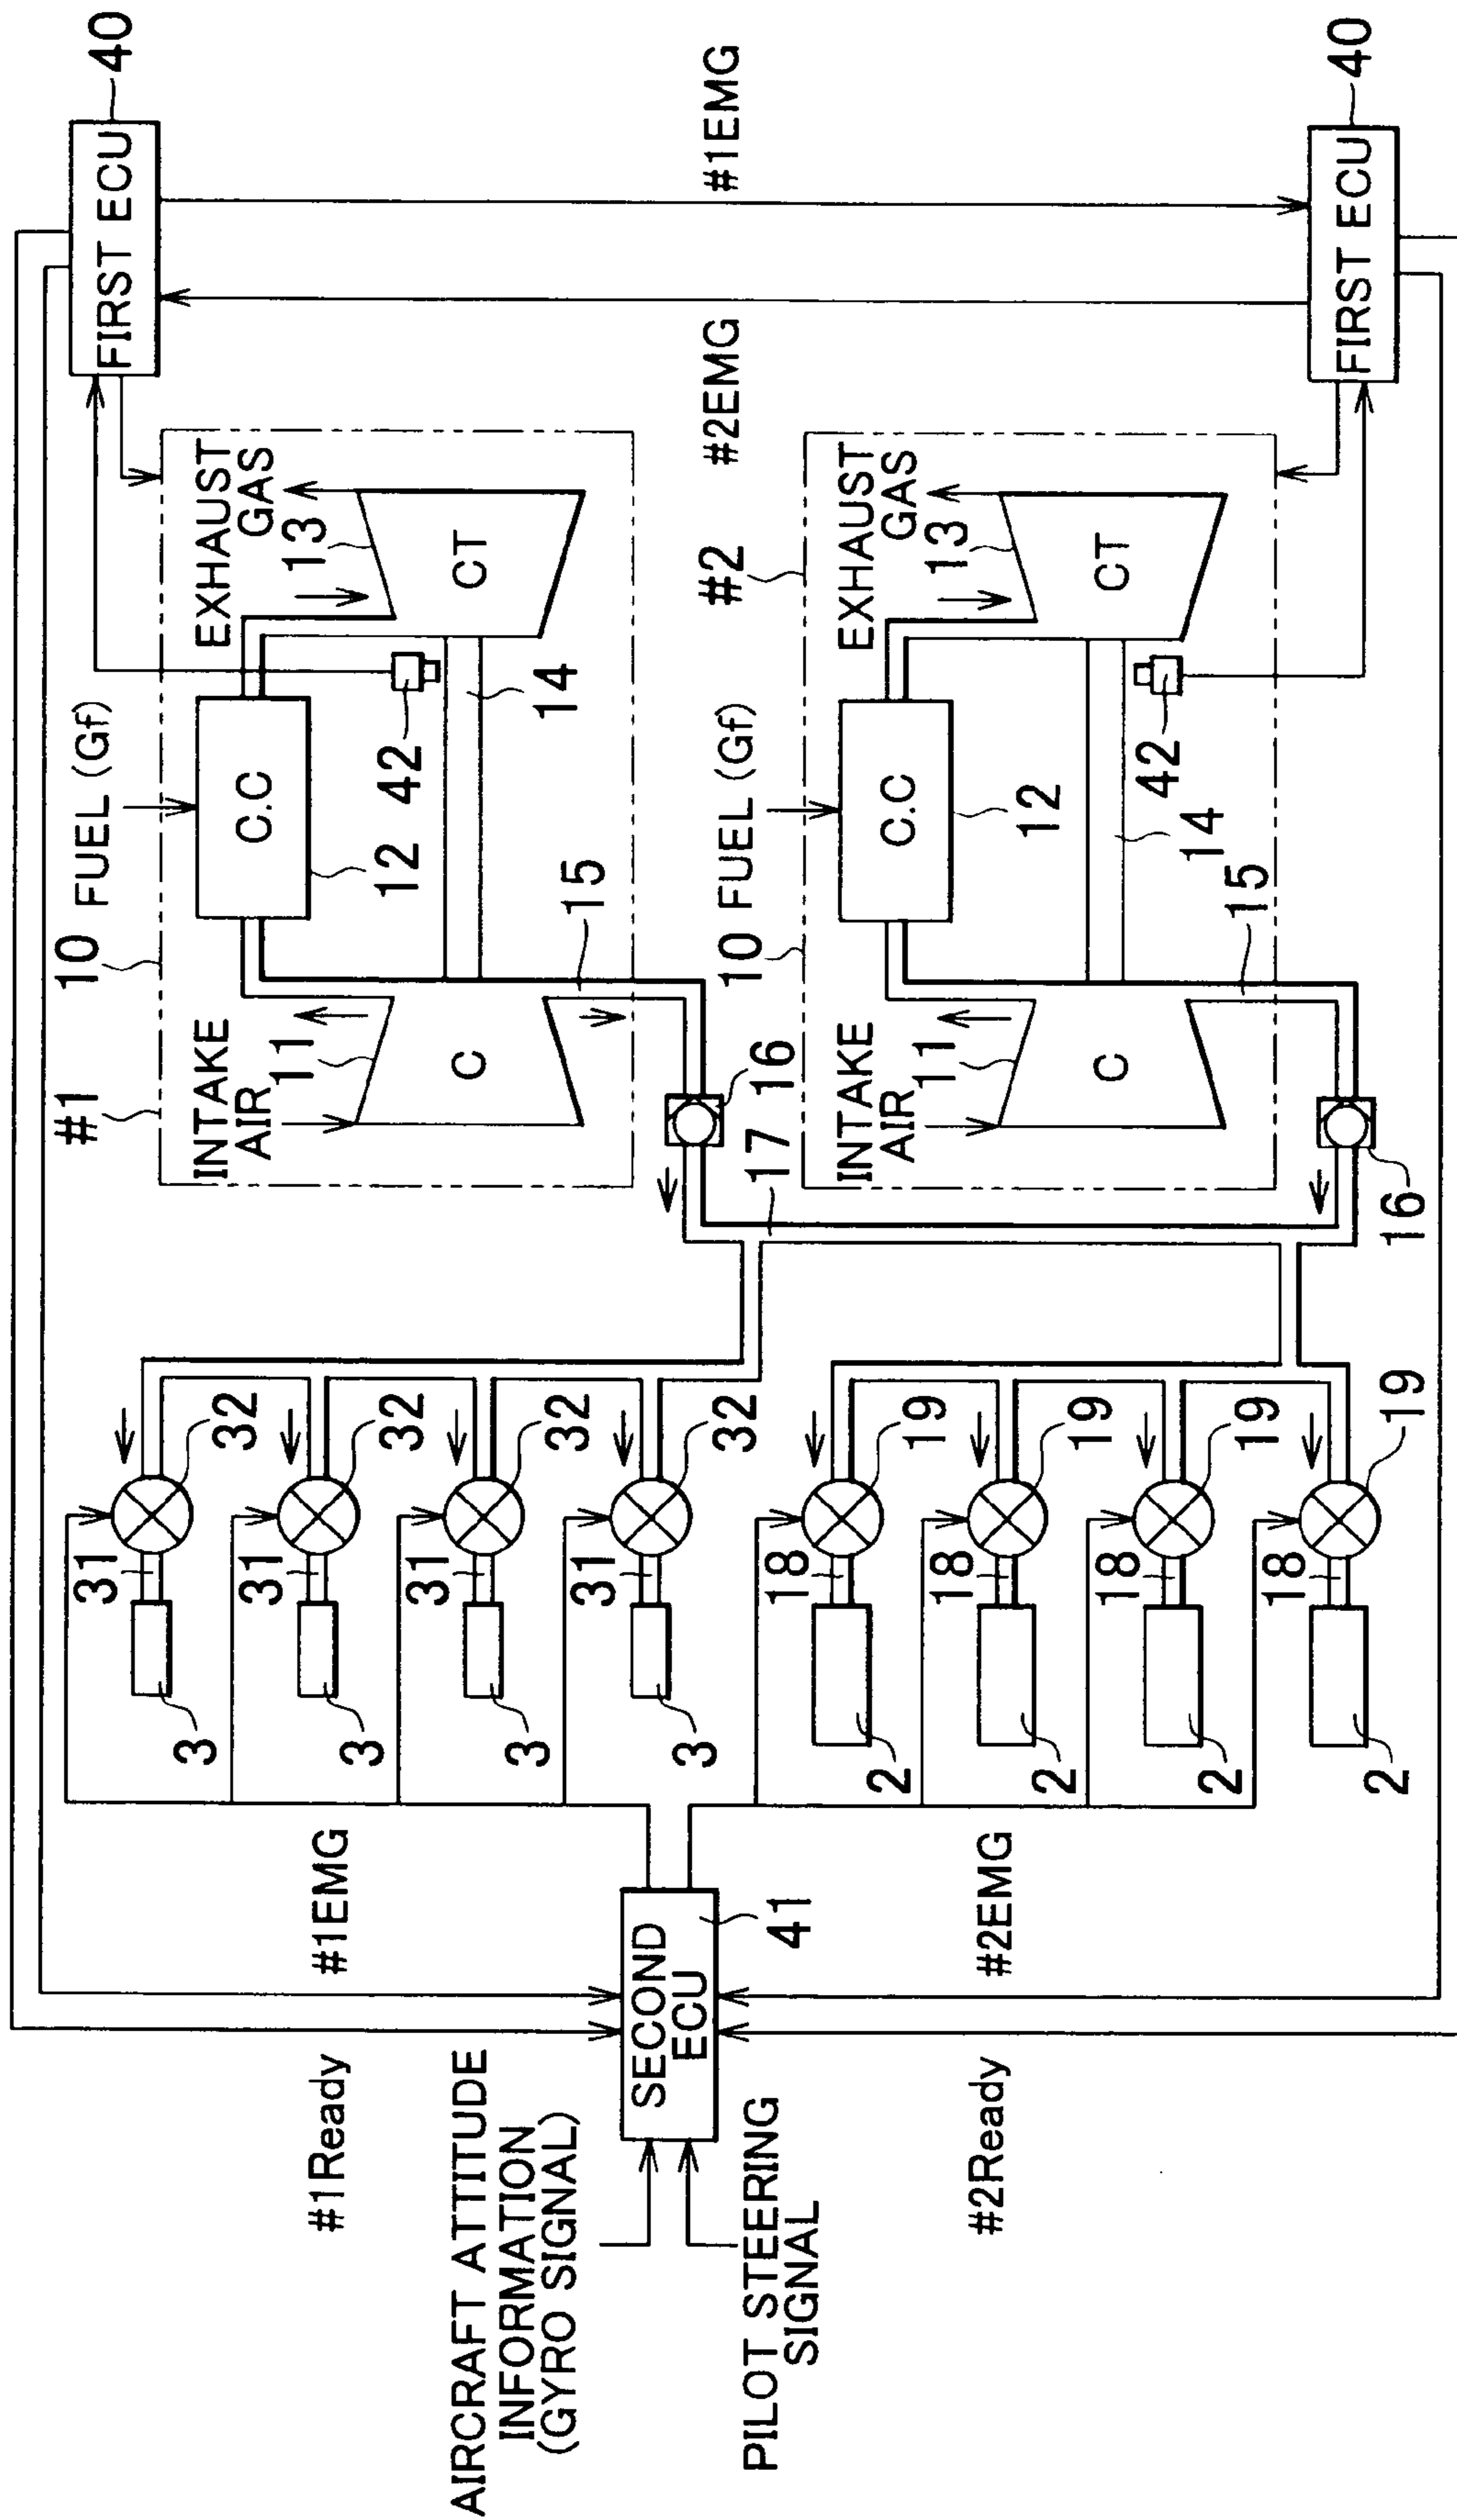 40
FIRST ECU
FUEL (Gf)
10
#1
31
EXHAUST
GAS
INTAKE
AIR
13
11
C.C
12
42
CT
C
14
15
32
3
31
32
3
31
32
3
31
32
3
#1EMG
#1Ready
#1EMG
#2EMG
AIRCRAFT ATTITUDE
INFORMATION
(GYRO SIGNAL)
SECOND
ECU
41
PILOT STEERING
SIGNAL
16
17
#2
10
FUEL (Gf)
EXHAUST
GAS
INTAKE
AIR
13
11
C.C
12
CT
C
42
14
15
16
18
19
2
18
19
2
18
19
2
18
19
2
#2EMG
#2Ready
FIRST ECU
40